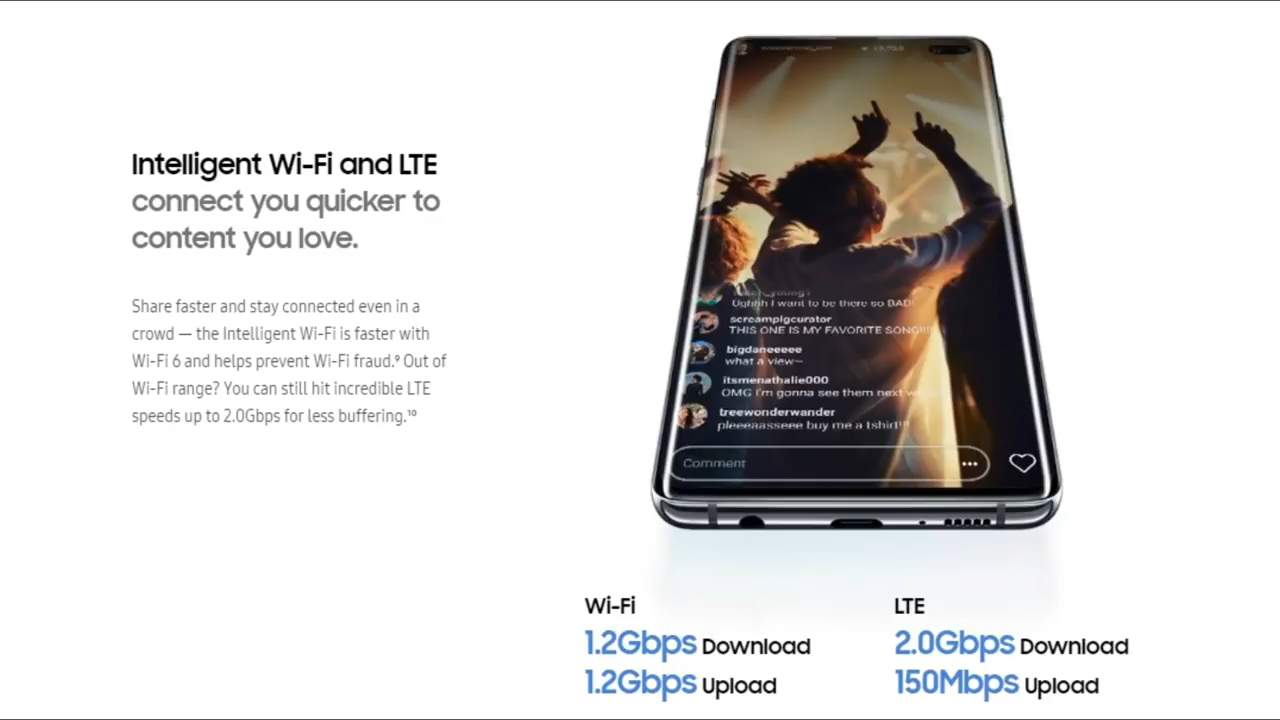 Intelligent Wi-Fi and LTE
connect you quicker to
content you love.
Share faster and stay connected even in a
crowd — the Intelligent Wi-Fi is faster with
Wi-Fi 6 and helps prevent Wi-Fi fraud.⁹ Out of
Wi-Fi range? You can still hit incredible LTE
speeds up to 2.0Gbps for less buffering.¹⁰
Ughhh I want to be there so BAD!
screampigcurator
THIS ONE IS MY FAVORITE SONG!!!
bigdaneeeee
what a view~
itsmenathalie000
OMG I'm gonna see them next
treewonderwander
pleeeaasseee buy me a tshirt!!!
Comment
Wi-Fi
1.2Gbps Download
1.2Gbps Upload
LTE
2.0Gbps Download
150Mbps Upload